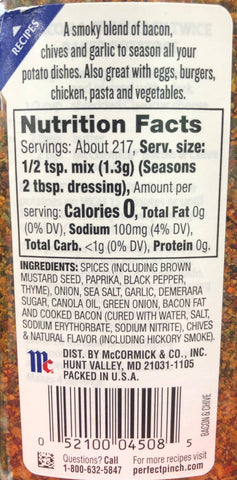 RECIPES
A smoky blend of bacon,
chives and garlic to season all your
potato dishes. Also great with eggs, burgers,
chicken, pasta and vegetables.
Nutrition Facts
Servings: About 217, Serv. size:
1/2 tsp. mix (1.3g) (Seasons
2 tbsp. dressing), Amount per
serving: Calories 0, Total Fat 0g
(0% DV), Sodium 100mg (4% DV),
Total Carb. <1g (0% DV), Protein 0g.
INGREDIENTS: SPICES (INCLUDING BROWN
MUSTARD SEED, PAPRIKA, BLACK PEPPER,
THYME), ONION, SEA SALT, GARLIC, DEMERARA
SUGAR, CANOLA OIL, GREEN ONION, BACON FAT
AND COOKED BACON (CURED WITH WATER, SALT,
SODIUM ERYTHORBATE, SODIUM NITRITE), CHIVES
& NATURAL FLAVOR (INCLUDING HICKORY SMOKE).
Mc
DIST. BY McCORMICK & CO., INC.
HUNT VALLEY, MD 21031-1105
PACKED IN U.S.A.
0 52100 04508 5
BACON & CHIVE
Questions? Call
1-800-632-5847
For more recipes visit
perfectpinch.com